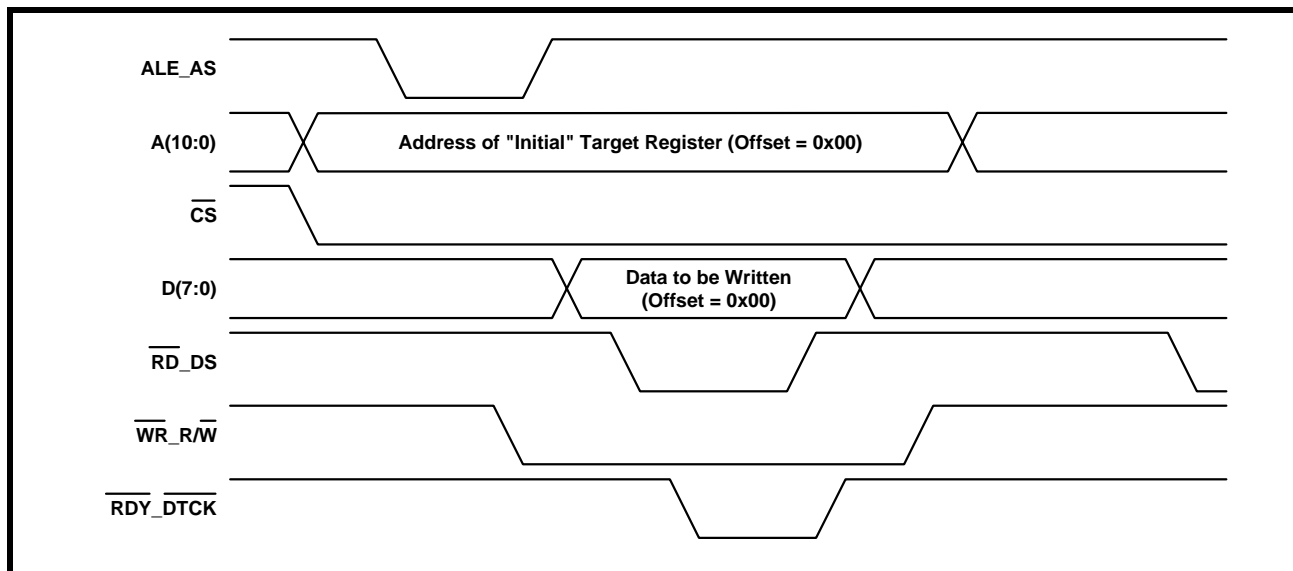 ALE_AS
A(10:0)
Address of "Initial" Target Register (Offset = 0x00)
CS
D(7:0)
Data to be Written
(Offset = 0x00)
RD_DS
WR_R/W
RDY_DTCK